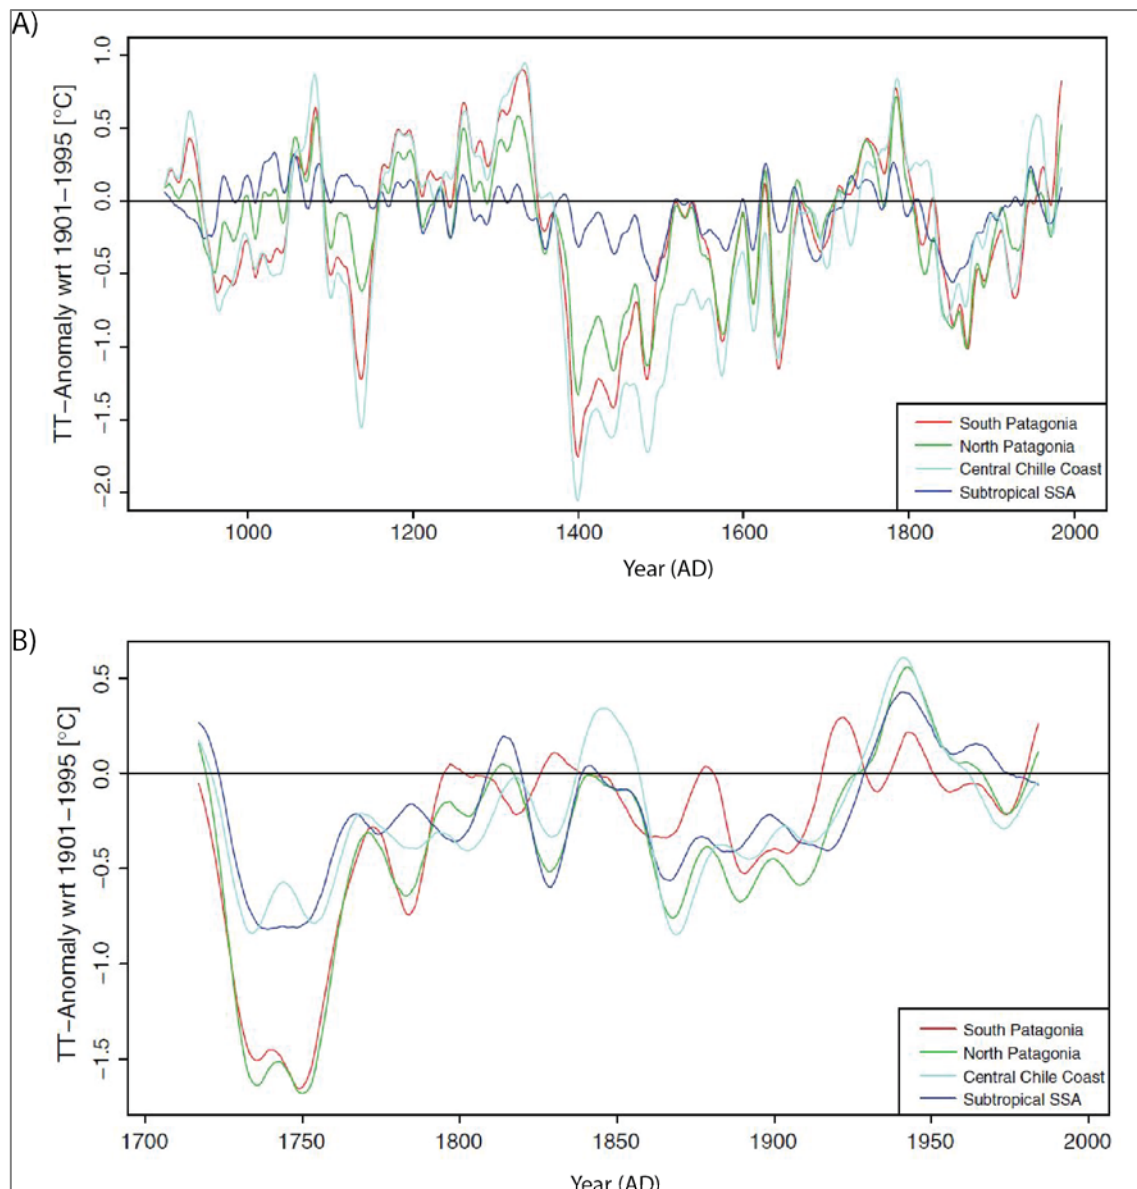 A)
TT-Anomaly wrt 1901-1995 [°C]
1.0
0.5
0.0
-0.5
-1.0
-1.5
-2.0
South Patagonia
North Patagonia
Central Chille Coast
Subtropical SSA
1000 1200 1400 1600 1800 2000
Year (AD)
B)
TT-Anomaly wrt 1901-1995 [°C]
0.5
0.0
-0.5
-1.0
-1.5
South Patagonia
North Patagonia
Central Chile Coast
Subtropical SSA
1700 1750 1800 1850 1900 1950 2000
Year (AD)